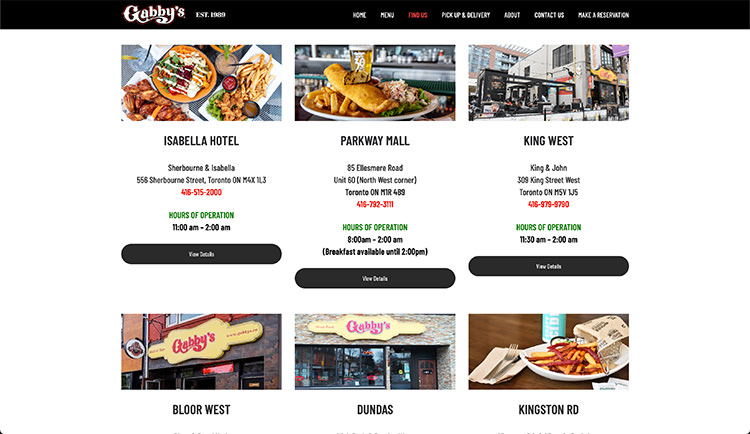 Gabby's
EST. 1989
HOME
MENU
FIND US
PICK UP & DELIVERY
ABOUT
CONTACT US
MAKE A RESERVATION
ISABELLA HOTEL
Sherbourne & Isabella
556 Sherbourne Street, Toronto ON M4X 1L3
416-515-2000
HOURS OF OPERATION
11:00 am – 2:00 am
View Details
PARKWAY MALL
85 Ellesmere Road
Unit 60 (North West corner)
Toronto ON M1R 4B9
416-792-3111
HOURS OF OPERATION
8:00am – 2:00 am
(Breakfast available until 2:00pm)
View Details
KING WEST
King & John
309 King Street West
Toronto ON M5V 1J5
416-979-9780
HOURS OF OPERATION
11:30 am – 2:00 am
View Details
www.gabbys.ca
Gabby's
BLOOR WEST
Gabby's
DUNDAS
KINGSTON RD